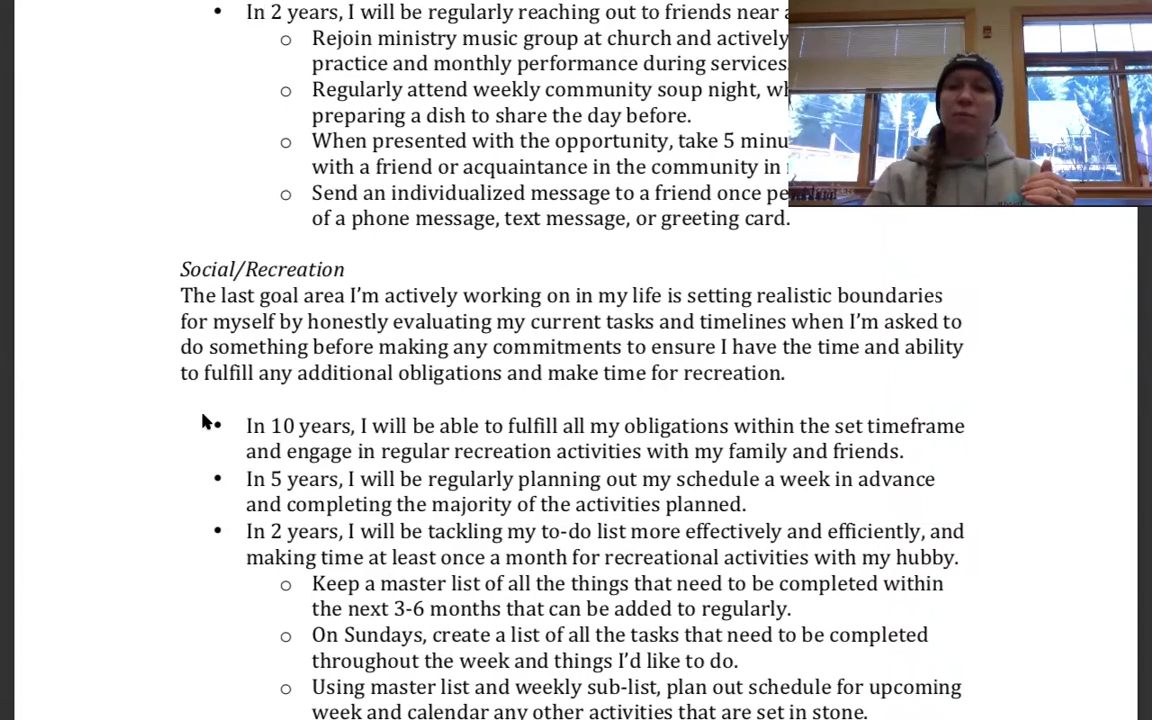 • In 2 years, I will be regularly reaching out to friends near
o Rejoin ministry music group at church and actively
practice and monthly performance during services
o Regularly attend weekly community soup night,
preparing a dish to share the day before.
o When presented with the opportunity, take 5
with a friend or acquaintance in the community in
o Send an individualized message to a friend once
of a phone message, text message, or greeting card.
Social/Recreation
The last goal area I'm actively working on in my life is setting realistic boundaries
for myself by honestly evaluating my current tasks and timelines when I'm asked to
do something before making any commitments to ensure I have the time and ability
to fulfill any additional obligations and make time for recreation.
• In 10 years, I will be able to fulfill all my obligations within the set timeframe
and engage in regular recreation activities with my family and friends.
• In 5 years, I will be regularly planning out my schedule a week in advance
and completing the majority of the activities planned.
• In 2 years, I will be tackling my to-do list more effectively and efficiently, and
making time at least once a month for recreational activities with my hubby.
o Keep a master list of all the things that need to be completed within
the next 3-6 months that can be added to regularly.
o On Sundays, create a list of all the tasks that need to be completed
throughout the week and things I'd like to do.
o Using master list and weekly sub-list, plan out schedule for upcoming
week and calendar any other activities that are set in stone.